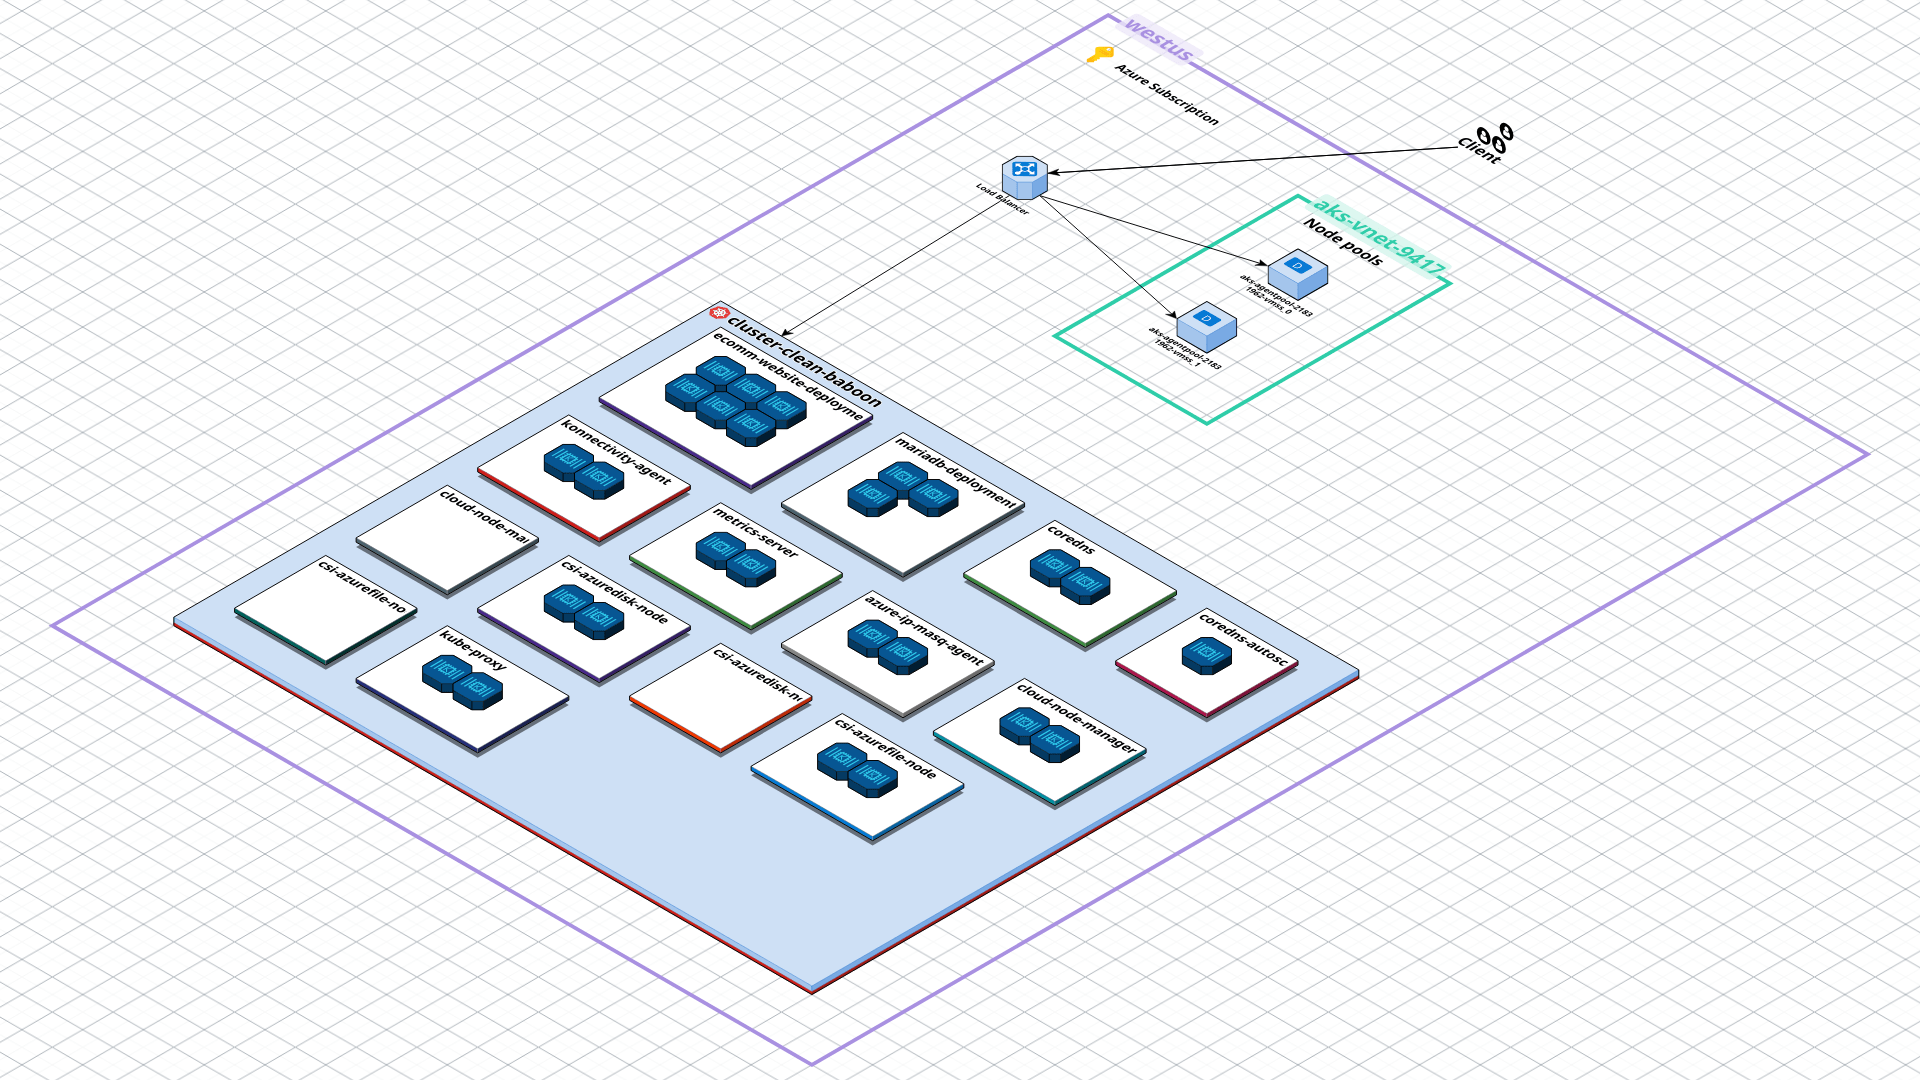 westus
Azure Subscription
Client
Load Balancer
aks-vnet-9417
Node pools
aks-agentpool-2183
1962-vmss_0
aks-agentpool-2183
1962-vmss_1
cluster-clean-baboon
ecomm-website-deployme
konnectivity-agent
mariadb-deployment
cloud-node-mai
metrics-server
coredns
csi-azurefile-no
csi-azuredisk-node
azure-ip-masq-agent
coredns-autosc
kube-proxy
csi-azuredisk-no
cloud-node-manager
csi-azurefile-node
D
D